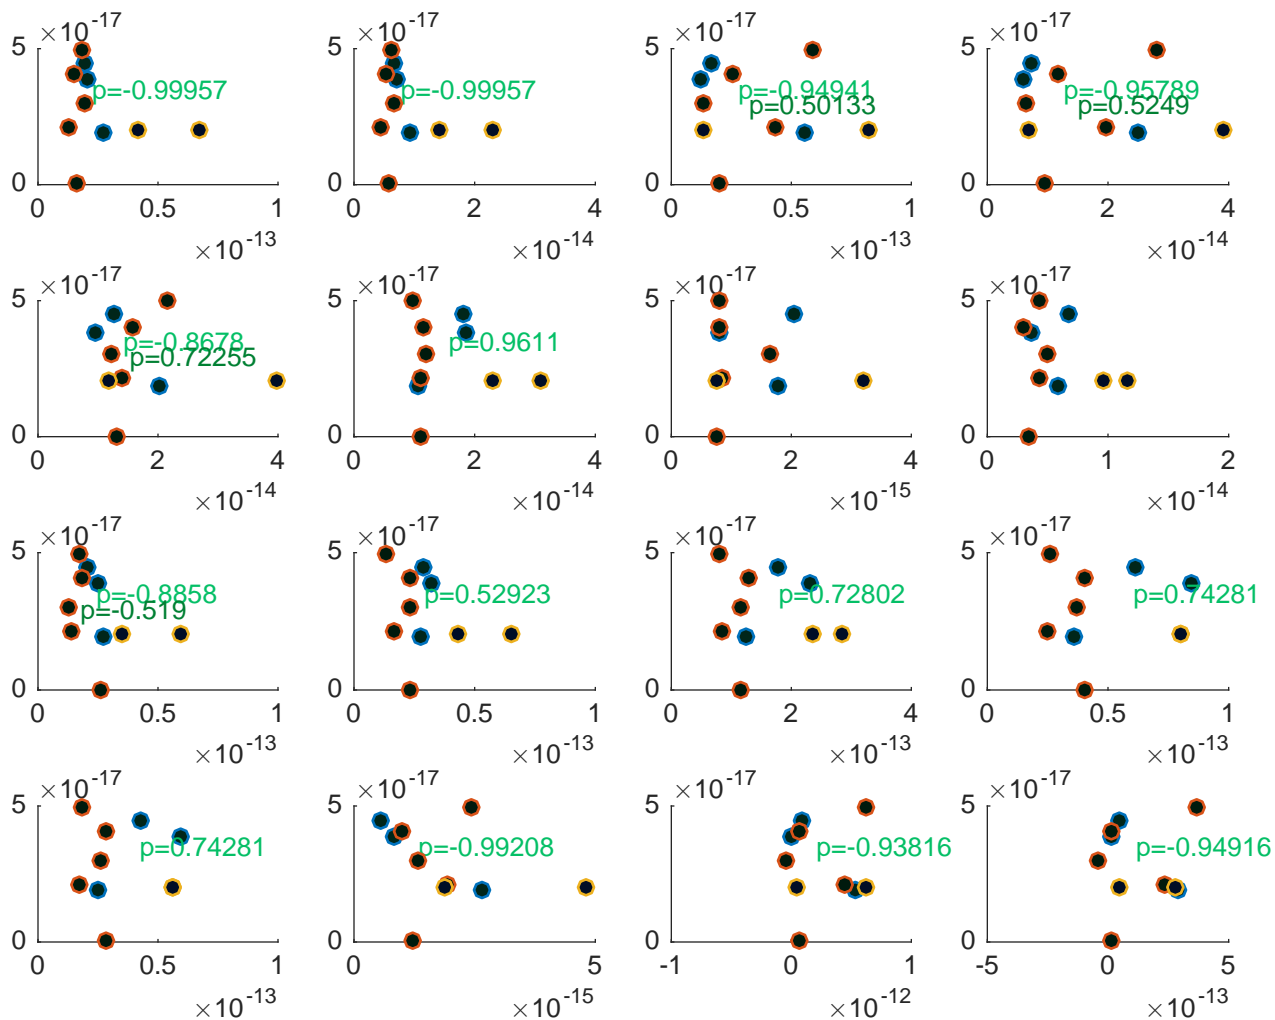 ×10-17 ×10-17 ×10-17 ×10-17
5 5 5 5
p=-0.99957 p=-0.99957 p=-0.94941 p=-0.95789
p=0.50133 p=0.5249
0 0 0 0
0 0.5 1 0 2 4 0 0.5 1 0 2 4
×10-13 ×10-14 ×10-13 ×10-14
×10-17 ×10-17 ×10-17 ×10-17
5 5 5 5
p=-0.8678 p=0.9611
p=0.72255
0 0 0 0
0 2 4 0 2 4 0 2 4 0 1 2
×10-14 ×10-14 ×10-15 ×10-14
×10-17 ×10-17 ×10-17 ×10-17
5 5 5 5
p=-0.8858 p=0.52923 p=0.72802 p=0.74281
p=-0.519
0 0 0 0
0 0.5 1 0 0.5 1 0 2 4 0 0.5 1
×10-13 ×10-13 ×10-13 ×10-13
×10-17 ×10-17 ×10-17 ×10-17
5 5 5 5
p=0.74281 p=-0.99208 p=-0.93816 p=-0.94916
0 0 0 0
0 0.5 1 0 5 -1 0 1 -5 0 5
×10-13 ×10-15 ×10-12 ×10-13